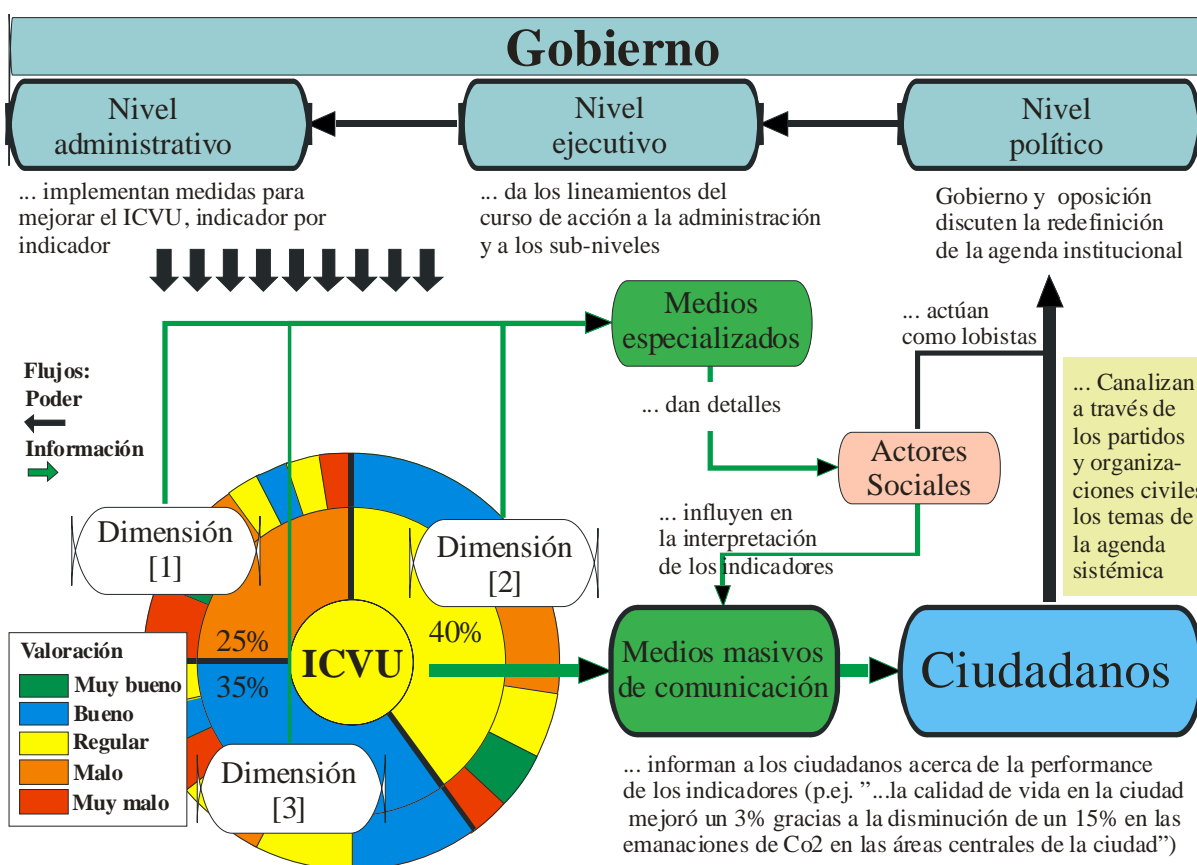 Gobierno
Nivel
administrativo
Nivel
ejecutivo
Nivel
político
... implementan medidas para
mejorar el ICVU, indicador por
indicador
... da los lineamientos del
curso de acción a la administración
y a los sub-niveles
Gobierno y oposición
discuten la redefinición
de la agenda institucional
Medios
especializados
... actúan
como lobistas
Flujos:
Poder
Información
... dan detalles
... Canalizan
a través de
los partidos
y organiza-
ciones civiles
los temas de
la agenda
sistémica
Actores
Sociales
... influyen en
la interpretación
de los indicadores
Dimensión
[1]
Dimensión
[2]
25%
40%
35%
ICVU
Dimensión
[3]
Valoración
Muy bueno
Bueno
Regular
Malo
Muy malo
Medios masivos
de comunicación
Ciudadanos
... informan a los ciudadanos acerca de la performance
de los indicadores (p.ej. ”...la calidad de vida en la ciudad
mejoró un 3% gracias a la disminución de un 15% en las
emanaciones de Co2 en las áreas centrales de la ciudad”)